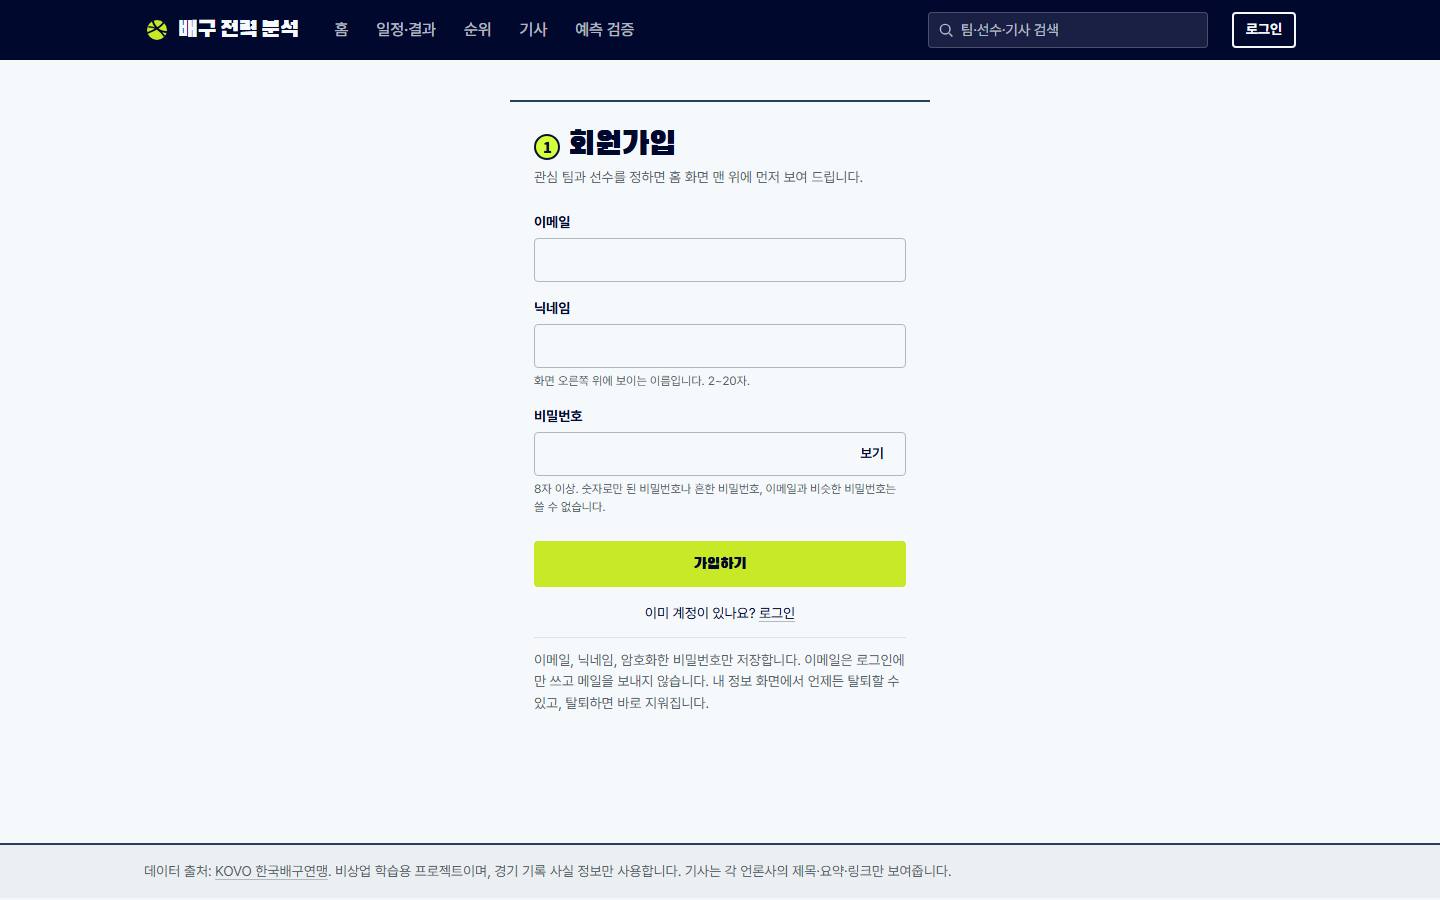 배구 전력 분석
홈
일정·결과
순위
기사
예측 검증
팀·선수·기사 검색
로그인
1 회원가입
관심 팀과 선수를 정하면 홈 화면 맨 위에 먼저 보여 드립니다.
이메일
닉네임
화면 오른쪽 위에 보이는 이름입니다. 2~20자.
비밀번호
보기
8자 이상. 숫자로만 된 비밀번호나 흔한 비밀번호, 이메일과 비슷한 비밀번호는
쓸 수 없습니다.
가입하기
이미 계정이 있나요? 로그인
이메일, 닉네임, 암호화한 비밀번호만 저장합니다. 이메일은 로그인에
만 쓰고 메일을 보내지 않습니다. 내 정보 화면에서 언제든 탈퇴할 수
있고, 탈퇴하면 바로 지워집니다.
데이터 출처: KOVO 한국배구연맹. 비상업 학습용 프로젝트이며, 경기 기록 사실 정보만 사용합니다. 기사는 각 언론사의 제목·요약·링크만 보여줍니다.